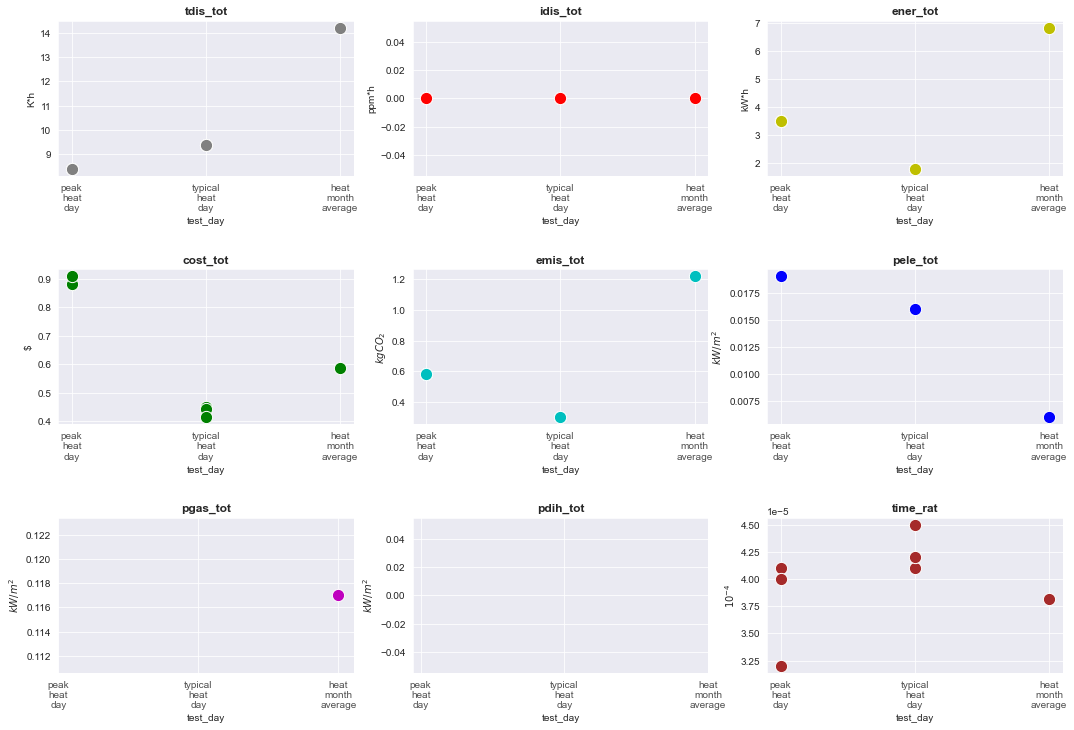 tdis_tot
K*h
14
13
12
11
10
9
peak
heat
day
typical
heat
day
heat
month
average
test_day
idis_tot
ppm*h
0.04
0.02
0.00
−0.02
−0.04
peak
heat
day
typical
heat
day
heat
month
average
test_day
ener_tot
kW*h
7
6
5
4
3
2
peak
heat
day
typical
heat
day
heat
month
average
test_day
cost_tot
$
0.9
0.8
0.7
0.6
0.5
0.4
peak
heat
day
typical
heat
day
heat
month
average
test_day
emis_tot
kgCO₂
1.2
1.0
0.8
0.6
0.4
peak
heat
day
typical
heat
day
heat
month
average
test_day
pele_tot
kW/m²
0.0175
0.0150
0.0125
0.0100
0.0075
peak
heat
day
typical
heat
day
heat
month
average
test_day
pgas_tot
kW/m²
0.122
0.120
0.118
0.116
0.114
0.112
peak
heat
day
typical
heat
day
heat
month
average
test_day
pdih_tot
kW/m²
0.04
0.02
0.00
−0.02
−0.04
peak
heat
day
typical
heat
day
heat
month
average
test_day
time_rat
1e−5
10⁻⁴
4.50
4.25
4.00
3.75
3.50
3.25
peak
heat
day
typical
heat
day
heat
month
average
test_day